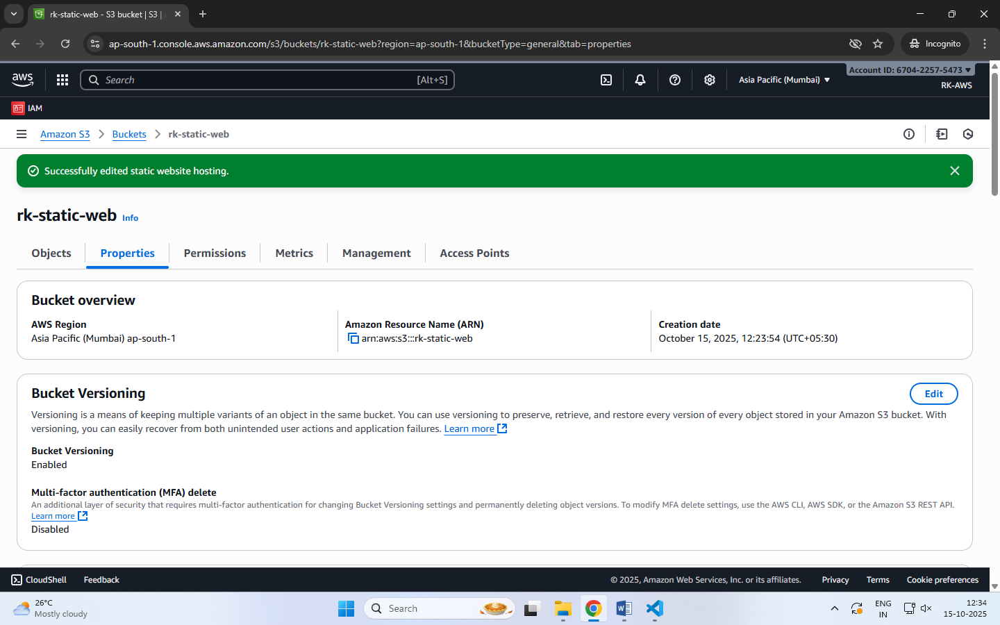 rk-static-web - S3 bucket | S3 |
ap-south-1.console.aws.amazon.com/s3/buckets/rk-static-web?region=ap-south-1&bucketType=general&tab=properties
Incognito
aws
Search
[Alt+S]
Asia Pacific (Mumbai)
Account ID: 6704-2257-5473
RK-AWS
IAM
Amazon S3
Buckets
rk-static-web
Successfully edited static website hosting.
rk-static-web Info
Objects
Properties
Permissions
Metrics
Management
Access Points
Bucket overview
AWS Region
Asia Pacific (Mumbai) ap-south-1
Amazon Resource Name (ARN)
arn:aws:s3:::rk-static-web
Creation date
October 15, 2025, 12:23:54 (UTC+05:30)
Bucket Versioning
Edit
Versioning is a means of keeping multiple variants of an object in the same bucket. You can use versioning to preserve, retrieve, and restore every version of every object stored in your Amazon S3 bucket. With
versioning, you can easily recover from both unintended user actions and application failures. Learn more
Bucket Versioning
Enabled
Multi-factor authentication (MFA) delete
An additional layer of security that requires multi-factor authentication for changing Bucket Versioning settings and permanently deleting object versions. To modify MFA delete settings, use the AWS CLI, AWS SDK, or the Amazon S3 REST API.
Learn more
Disabled
CloudShell
Feedback
© 2025, Amazon Web Services, Inc. or its affiliates.
Privacy
Terms
Cookie preferences
26°C
Mostly cloudy
Search
ENG
IN
12:34
15-10-2025